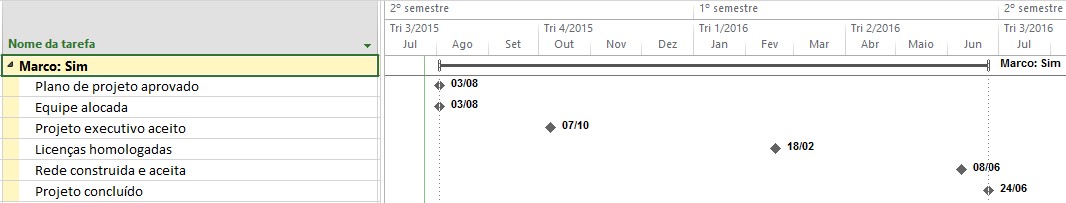 2º semestre 1º semestre 2º semestre
Tri 3/2015 Tri 4/2015 Tri 1/2016 Tri 2/2016 Tri 3/2016
Nome da tarefa Jul Ago Set Out Nov Dez Jan Fev Mar Abr Maio Jun Jul
Marco: Sim Marco: Sim
Plano de projeto aprovado 03/08
Equipe alocada 03/08
Projeto executivo aceito 07/10
Licenças homologadas 18/02
Rede construida e aceita 08/06
Projeto concluído 24/06